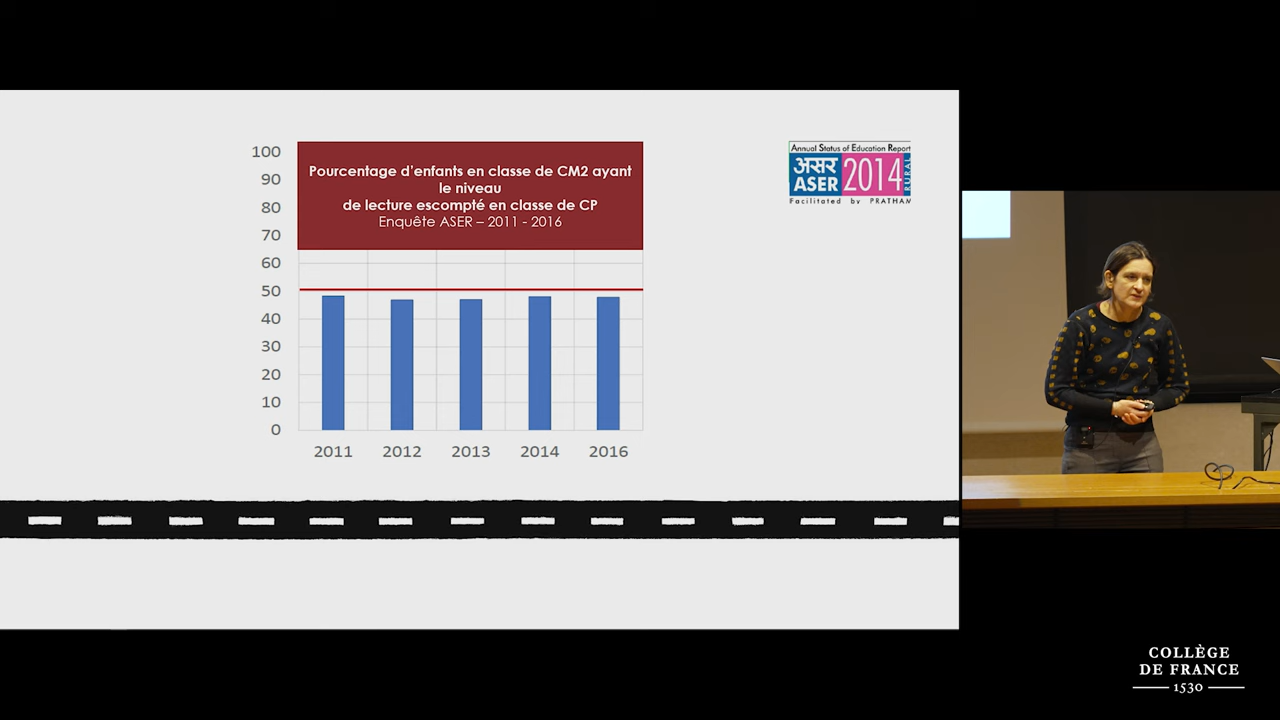 100
90
80
70
60
50
40
30
20
10
0
Pourcentage d'enfants en classe de CM2 ayant
le niveau
de lecture escompté en classe de CP
Enquête ASER – 2011 - 2016
2011
2012
2013
2014
2016
Annual Status of Education Report
असर
ASER
2014
RURAL
Facilitated by PRATHAM
COLLÈGE
DE FRANCE
1530